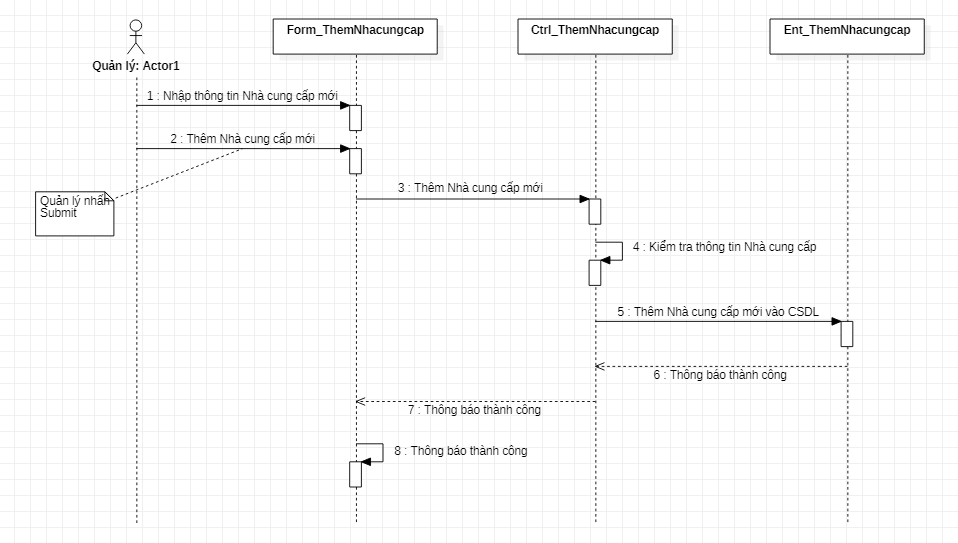 Form_ThemNhacungcap
Ctrl_ThemNhacungcap
Ent_ThemNhacungcap
Quản lý: Actor1
1 : Nhập thông tin Nhà cung cấp mới
2 : Thêm Nhà cung cấp mới
3 : Thêm Nhà cung cấp mới
Quản lý nhấn
Submit
4 : Kiểm tra thông tin Nhà cung cấp
5 : Thêm Nhà cung cấp mới vào CSDL
6 : Thông báo thành công
7 : Thông báo thành công
8 : Thông báo thành công